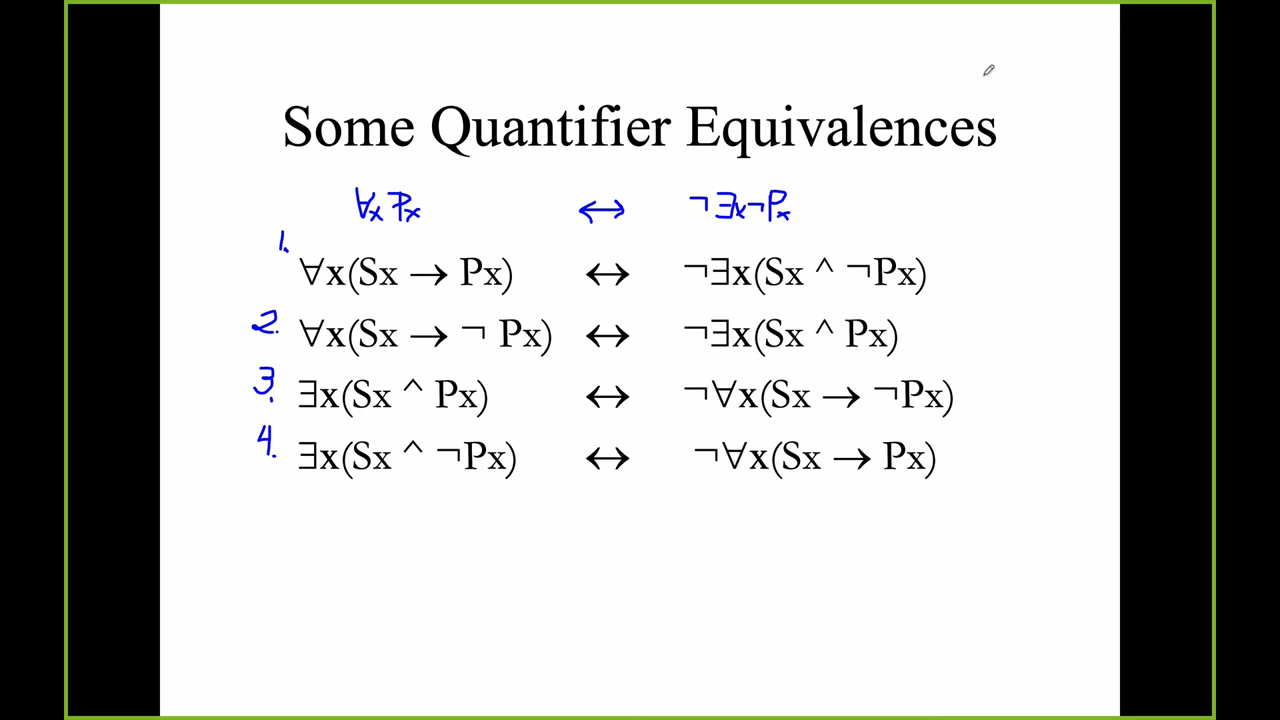 Some Quantifier Equivalences
∀x Px ↔ ¬∃x¬Px
1. ∀x(Sx → Px) ↔ ¬∃x(Sx ^ ¬Px)
2. ∀x(Sx → ¬ Px) ↔ ¬∃x(Sx ^ Px)
3. ∃x(Sx ^ Px) ↔ ¬∀x(Sx → ¬Px)
4. ∃x(Sx ^ ¬Px) ↔ ¬∀x(Sx → Px)